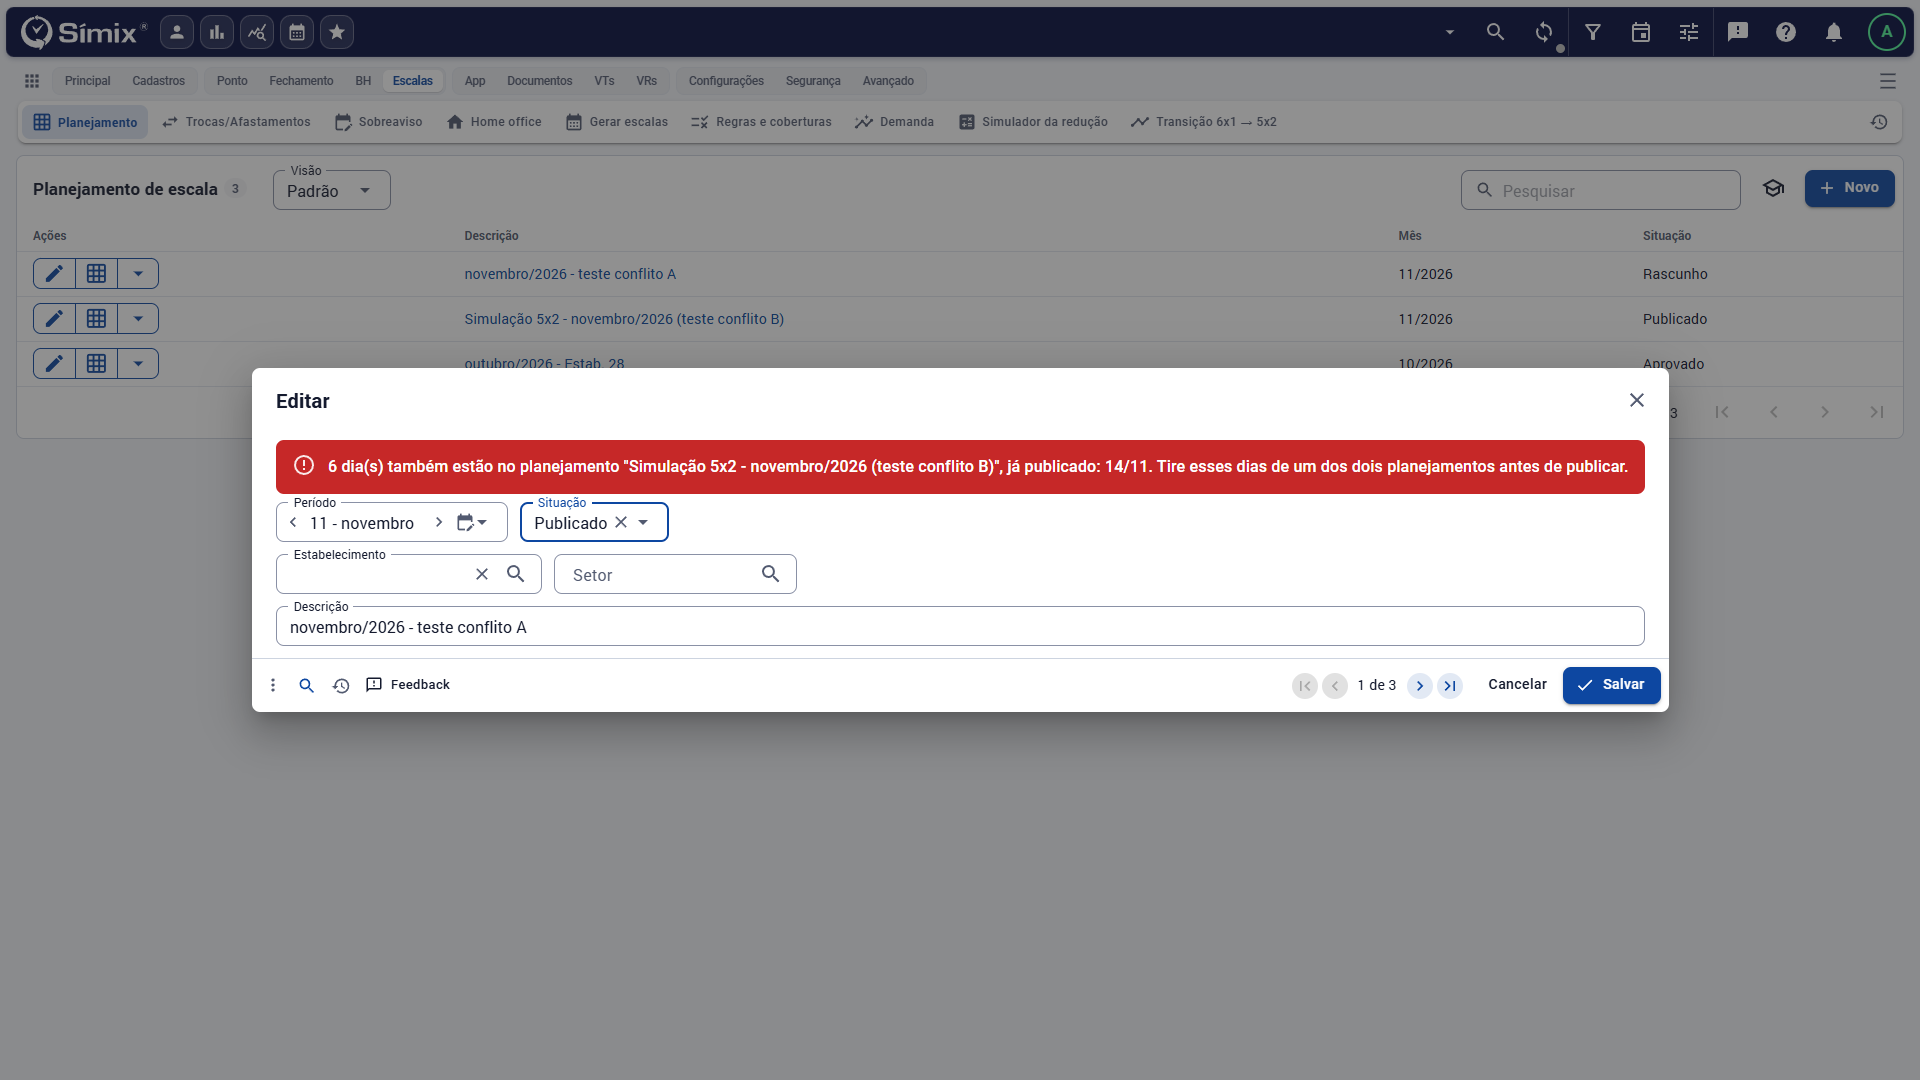 Símix®
A
Principal
Cadastros
Ponto
Fechamento
BH
Escalas
App
Documentos
VTs
VRs
Configurações
Segurança
Avançado
Planejamento
Trocas/Afastamentos
Sobreaviso
Home office
Gerar escalas
Regras e coberturas
Demanda
Simulador da redução
Transição 6x1 → 5x2
Planejamento de escala 3
Visão
Padrão
Pesquisar
Novo
Ações
Descrição
Mês
Situação
novembro/2026 - teste conflito A
11/2026
Rascunho
Simulação 5x2 - novembro/2026 (teste conflito B)
11/2026
Publicado
outubro/2026 - Estab. 28
10/2026
Aprovado
3
Editar
6 dia(s) também estão no planejamento "Simulação 5x2 - novembro/2026 (teste conflito B)", já publicado: 14/11. Tire esses dias de um dos dois planejamentos antes de publicar.
Período
11 - novembro
Situação
Publicado
Estabelecimento
Setor
Descrição
novembro/2026 - teste conflito A
Feedback
1 de 3
Cancelar
Salvar